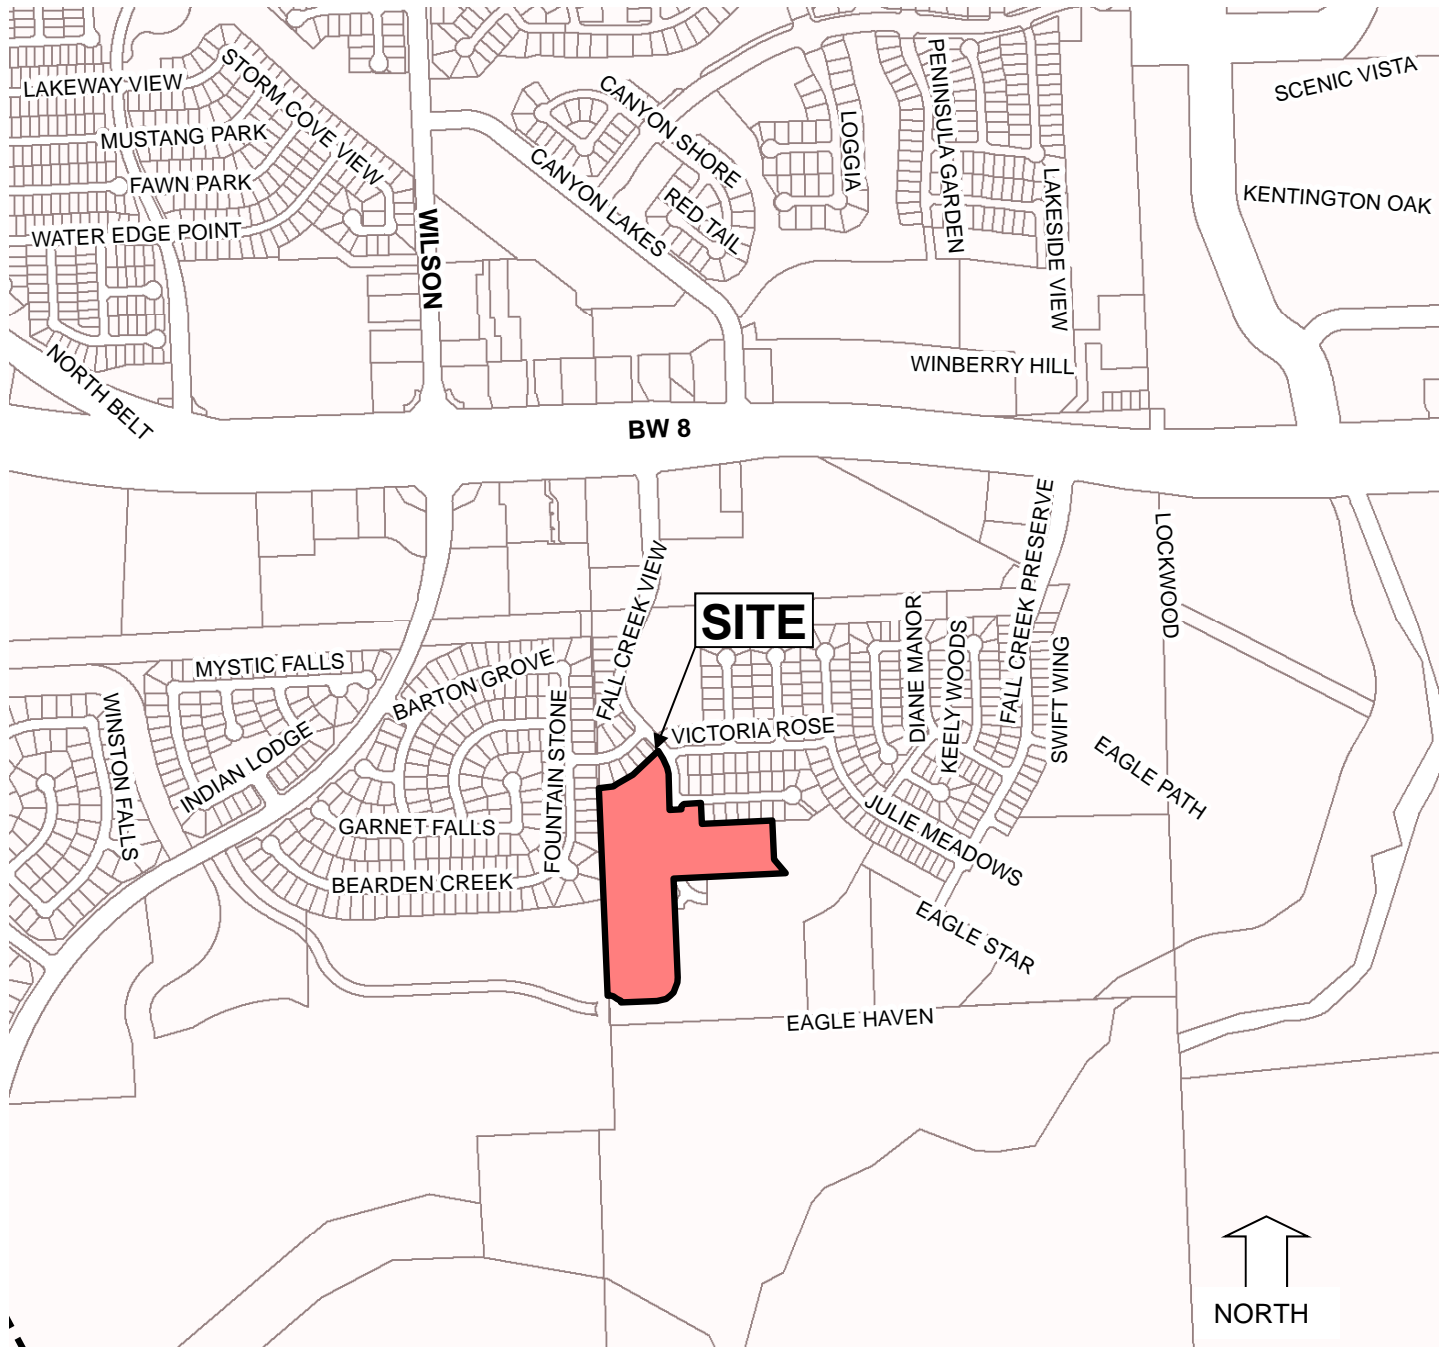 LAKEWAY VIEW
STORM COVE VIEW
MUSTANG PARK
FAWN PARK
WATER EDGE POINT
NORTH BELT
WILSON
CANYON SHORE
CANYON LAKES
RED TAIL
LOGGIA
PENINSULA GARDEN
LAKESIDE VIEW
SCENIC VISTA
KENTINGTON OAK
WINBERRY HILL
BW 8
FALL CREEK VIEW
SITE
FALL CREEK PRESERVE
LOCKWOOD
MYSTIC FALLS
BARTON GROVE
WINSTON FALLS
INDIAN LODGE
FOUNTAIN STONE
VICTORIA ROSE
DIANE MANOR
KEELY WOODS
SWIFT WING
EAGLE PATH
GARNET FALLS
JULIE MEADOWS
BEARDEN CREEK
EAGLE STAR
EAGLE HAVEN
NORTH